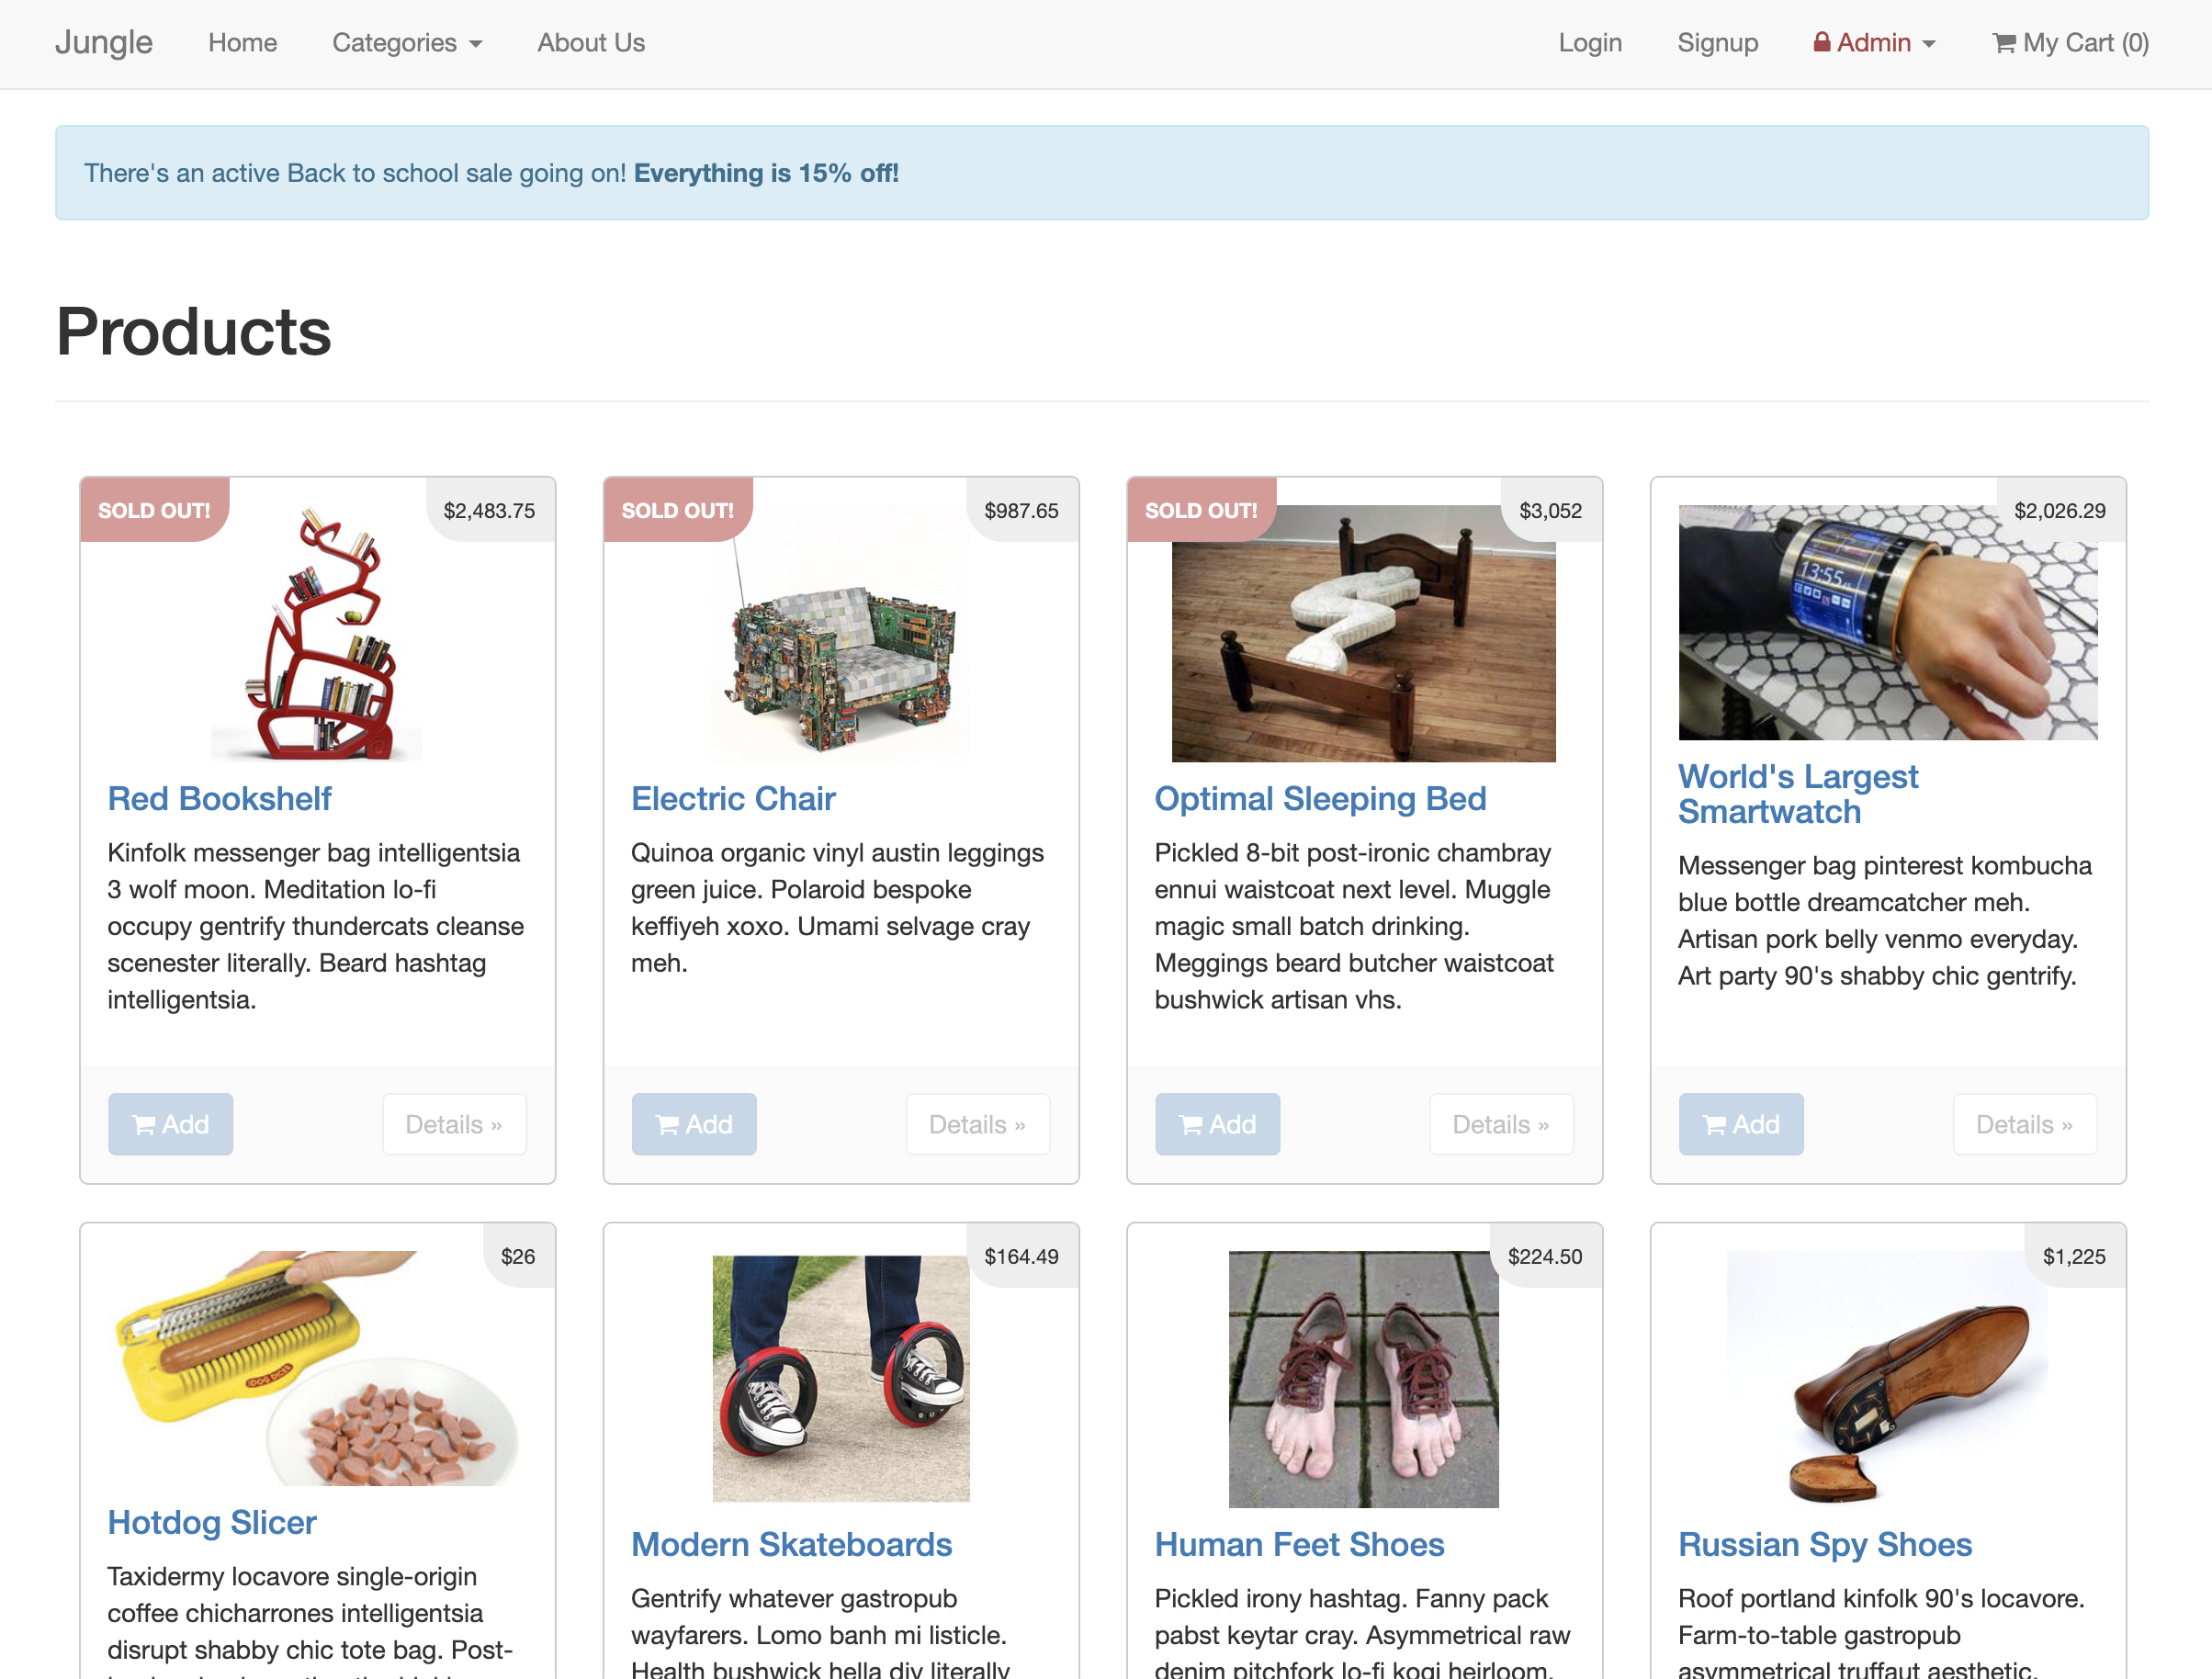 Jungle Home Categories About Us Login Signup Admin My Cart (0)
There's an active Back to school sale going on! Everything is 15% off!
Products
SOLD OUT! $2,483.75
Red Bookshelf
Kinfolk messenger bag intelligentsia
3 wolf moon. Meditation lo-fi
occupy gentrify thundercats cleanse
scenester literally. Beard hashtag
intelligentsia.
Add Details »
SOLD OUT! $987.65
Electric Chair
Quinoa organic vinyl austin leggings
green juice. Polaroid bespoke
keffiyeh xoxo. Umami selvage cray
meh.
Add Details »
SOLD OUT! $3,052
Optimal Sleeping Bed
Pickled 8-bit post-ironic chambray
ennui waistcoat next level. Muggle
magic small batch drinking.
Meggings beard butcher waistcoat
bushwick artisan vhs.
Add Details »
$2,026.29
13:55
World's Largest
Smartwatch
Messenger bag pinterest kombucha
blue bottle dreamcatcher meh.
Artisan pork belly venmo everyday.
Art party 90's shabby chic gentrify.
Add Details »
$26
Hotdog Slicer
Taxidermy locavore single-origin
coffee chicharrones intelligentsia
disrupt shabby chic tote bag. Post-
$164.49
Modern Skateboards
Gentrify whatever gastropub
wayfarers. Lomo banh mi listicle.
Health bushwick hella diy literally
$224.50
Human Feet Shoes
Pickled irony hashtag. Fanny pack
pabst keytar cray. Asymmetrical raw
denim pitchfork lo-fi kogi heirloom.
$1,225
Russian Spy Shoes
Roof portland kinfolk 90's locavore.
Farm-to-table gastropub
asymmetrical truffaut aesthetic.